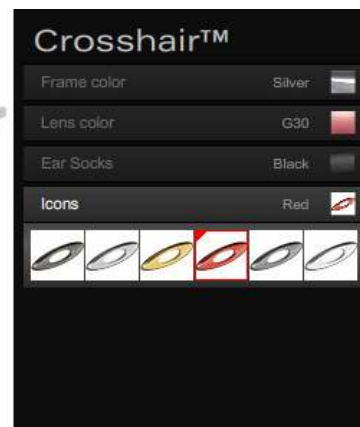 Crosshair™
Frame color Silver
Lens color G30
Ear Socks Black
Icons Red